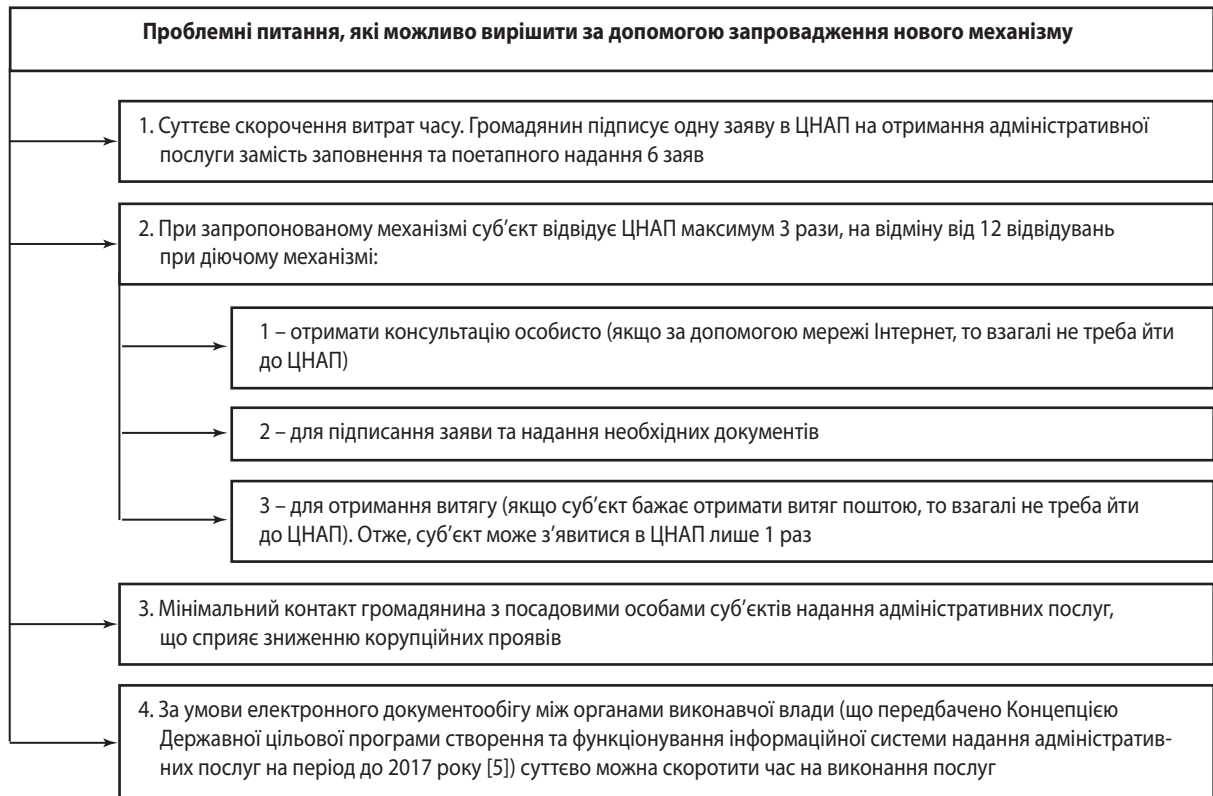 Проблемні питання, які можливо вирішити за допомогою запровадження нового механізму
1. Суттєве скорочення витрат часу. Громадянин підписує одну заяву в ЦНАП на отримання адміністративної
послуги замість заповнення та поетапного надання 6 заяв
2. При запропонованому механізмі суб’єкт відвідує ЦНАП максимум 3 рази, на відміну від 12 відвідувань
при діючому механізмі:
1 – отримати консультацію особисто (якщо за допомогою мережі Інтернет, то взагалі не треба йти
до ЦНАП)
2 – для підписання заяви та надання необхідних документів
3 – для отримання витягу (якщо суб’єкт бажає отримати витяг поштою, то взагалі не треба йти
до ЦНАП). Отже, суб’єкт може з’явитися в ЦНАП лише 1 раз
3. Мінімальний контакт громадянина з посадовими особами суб’єктів надання адміністративних послуг,
що сприяє зниженню корупційних проявів
4. За умови електронного документообігу між органами виконавчої влади (що передбачено Концепцією
Державної цільової програми створення та функціонування інформаційної системи надання адміністратив-
них послуг на період до 2017 року [5]) суттєво можна скоротити час на виконання послуг